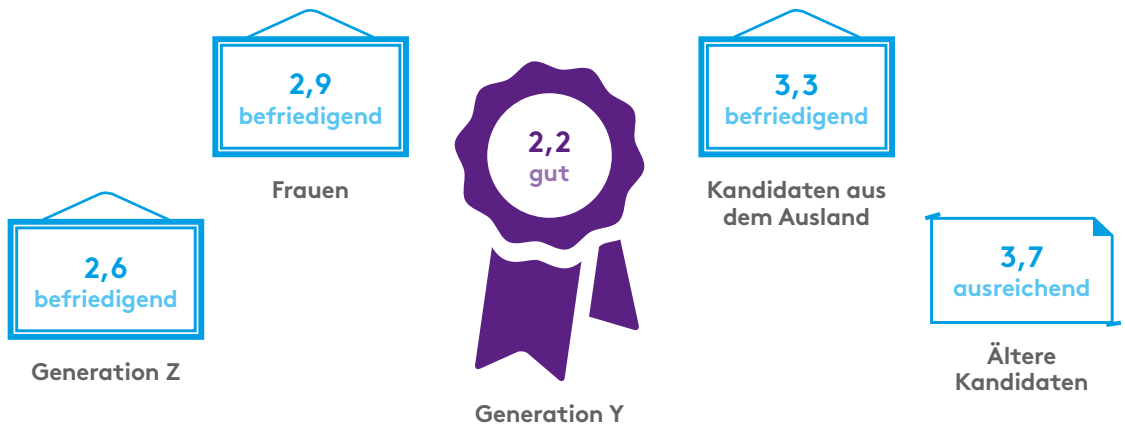 2,6
befriedigend
Generation Z
2,9
befriedigend
Frauen
2,2
gut
Generation Y
3,3
befriedigend
Kandidaten aus
dem Ausland
3,7
ausreichend
Ältere
Kandidaten